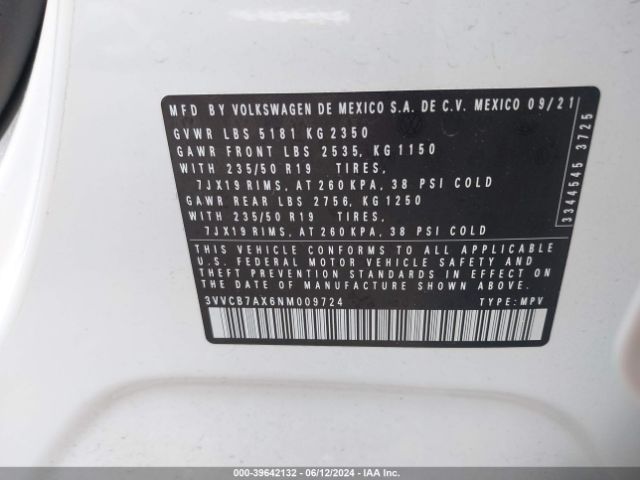 MFD BY VOLKSWAGEN DE MEXICO S.A. DE C.V. MEXICO 09/21
GVWR LBS 5181 KG 2350
GAWR FRONT LBS 2535, KG 1150
WITH 235/50 R19 TIRES,
7JX19 RIMS, AT 260 KPA, 38 PSI COLD
GAWR REAR LBS 2756, KG 1250
WITH 235/50 R19 TIRES,
7JX19 RIMS, AT 260 KPA, 38 PSI COLD
THIS VEHICLE CONFORMS TO ALL APPLICABLE
U.S. FEDERAL MOTOR VEHICLE SAFETY AND
THEFT PREVENTION STANDARDS IN EFFECT ON
THE DATE OF MANUFACTURE SHOWN ABOVE.
3VVCB7AX6NM009724 TYPE: MPV
3344545 3725
000-39642132 - 06/12/2024 - IAA Inc.